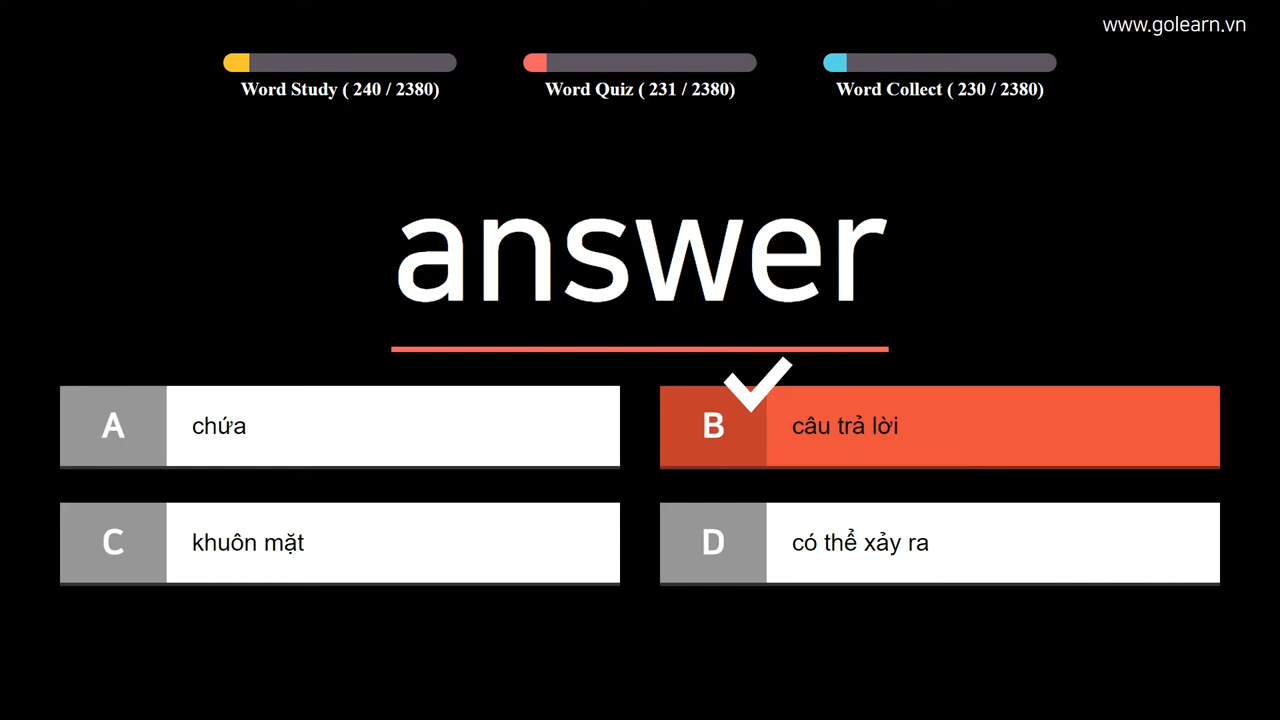 www.golearn.vn
Word Study ( 240 / 2380)
Word Quiz ( 231 / 2380)
Word Collect ( 230 / 2380)
answer
A
chứa
B
câu trả lời
C
khuôn mặt
D
có thể xảy ra